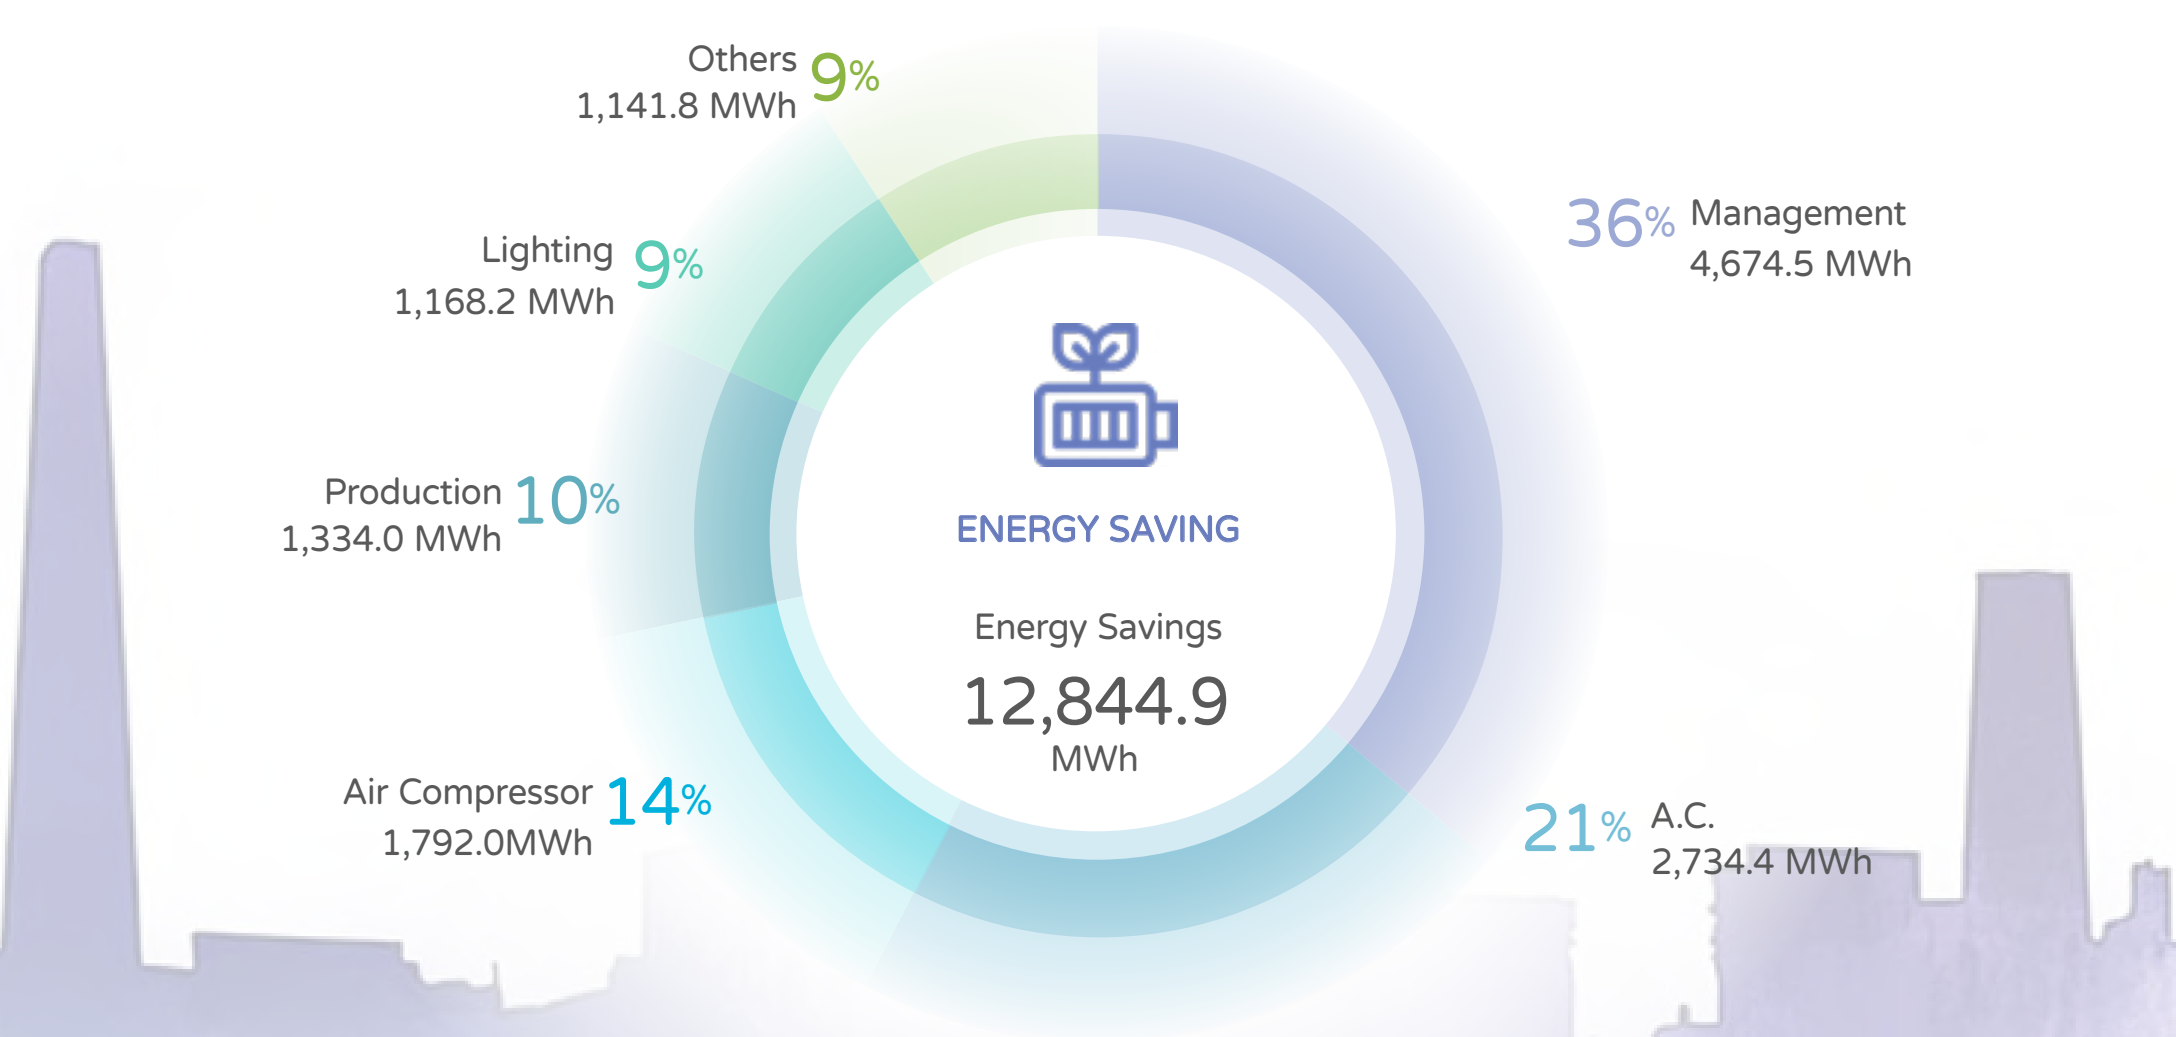 Others 9%
1,141.8 MWh
Lighting 9%
1,168.2 MWh
Production 10%
1,334.0 MWh
Air Compressor 14%
1,792.0MWh
ENERGY SAVING
Energy Savings
12,844.9
MWh
36% Management
4,674.5 MWh
21% A.C.
2,734.4 MWh